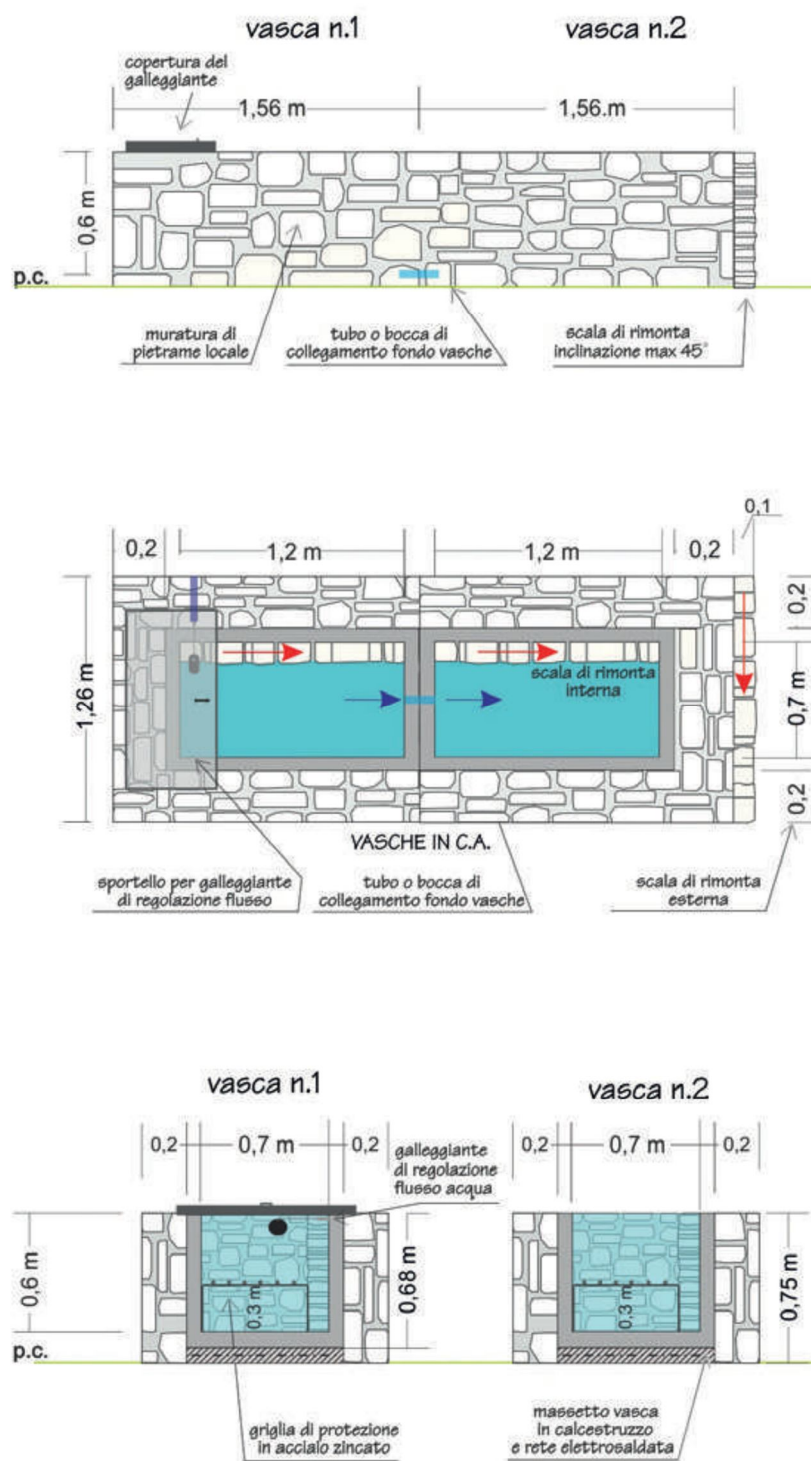 vasca n.1
vasca n.2
copertura del
galleggiante
1,56 m
1,56.m
0,6 m
p.c.
muratura di
pietrame locale
tubo o bocca di
collegamento fondo vasche
scala di rimonta
inclinazione max 45°
0,1
0,2
1,2 m
1,2 m
0,2
0,2
1,26 m
0,7 m
scala di rimonta
interna
0,2
VASCHE IN C.A.
sportello per galleggiante
di regolazione flusso
tubo o bocca di
collegamento fondo vasche
scala di rimonta
esterna
vasca n.1
vasca n.2
0,2
0,7 m
0,2
galleggiante
di regolazione
flusso acqua
0,2
0,7 m
0,2
0,6 m
0,3 m
0,68 m
0,3 m
0,75 m
p.c.
griglia di protezione
in acciaio zincato
massetto vasca
in calcestruzzo
e rete elettrosaldata